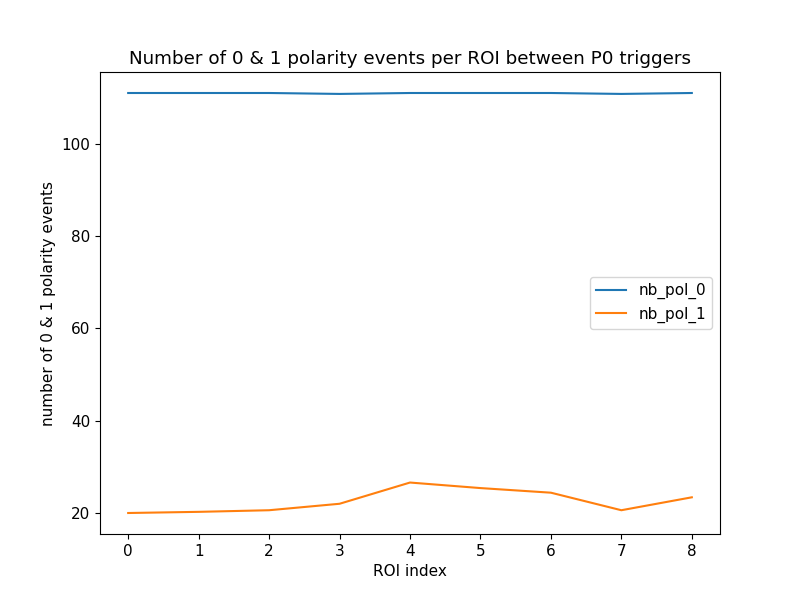 Number of 0 & 1 polarity events per ROI between P0 triggers
number of 0 & 1 polarity events
100
80
60
40
20
nb_pol_0
nb_pol_1
0 1 2 3 4 5 6 7 8
ROI index